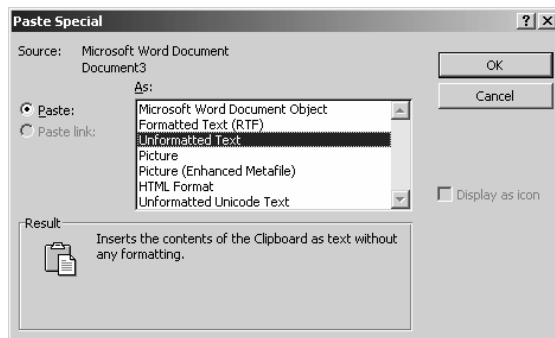 Paste Special
Source: Microsoft Word Document
Document3
As:
Paste:
Paste link:
Microsoft Word Document Object
Formatted Text (RTF)
Unformatted Text
Picture
Picture (Enhanced Metafile)
HTML Format
Unformatted Unicode Text
OK
Cancel
Display as icon
Result
Inserts the contents of the Clipboard as text without
any formatting.